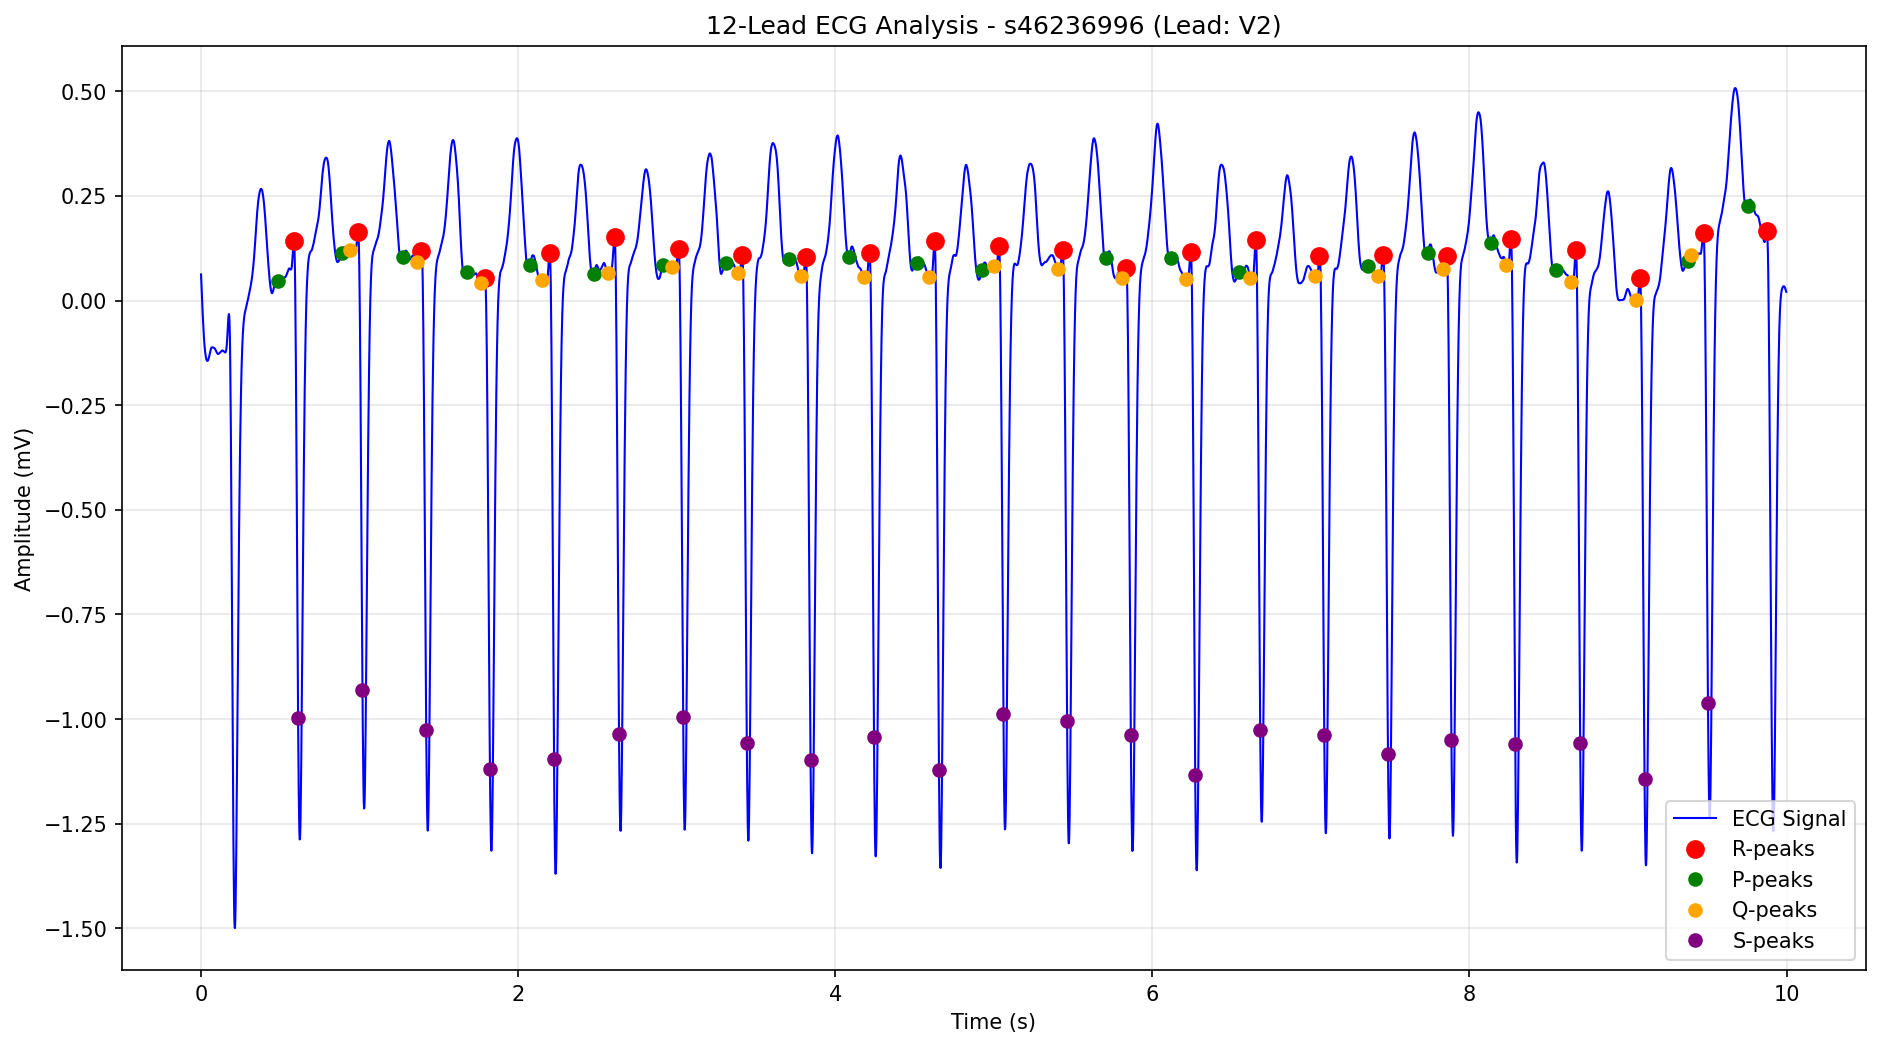 12-Lead ECG Analysis - s46236996 (Lead: V2)
0.50
0.25
0.00
−0.25
−0.50
−0.75
−1.00
−1.25
−1.50
Amplitude (mV)
0 2 4 6 8 10
Time (s)
ECG Signal
R-peaks
P-peaks
Q-peaks
S-peaks